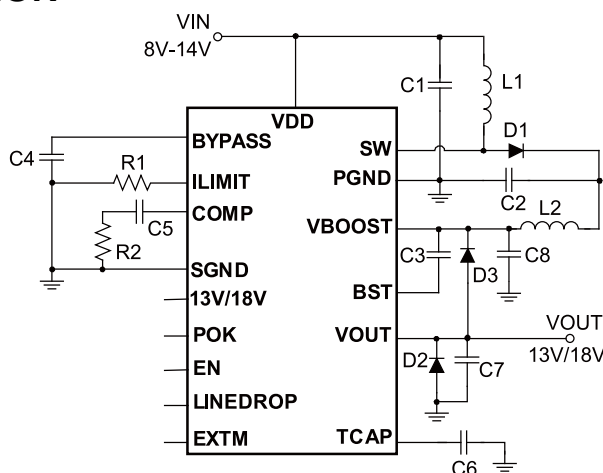 VIN
8V-14V
C1
L1
VDD
BYPASS
SW
D1
C4
R1
ILIMIT
PGND
C2
COMP
C5
L2
VBOOST
R2
C3
C8
SGND
D3
13V/18V
BST
VOUT
POK
VOUT
13V/18V
D2
C7
EN
LINEDROP
EXTM
TCAP
C6